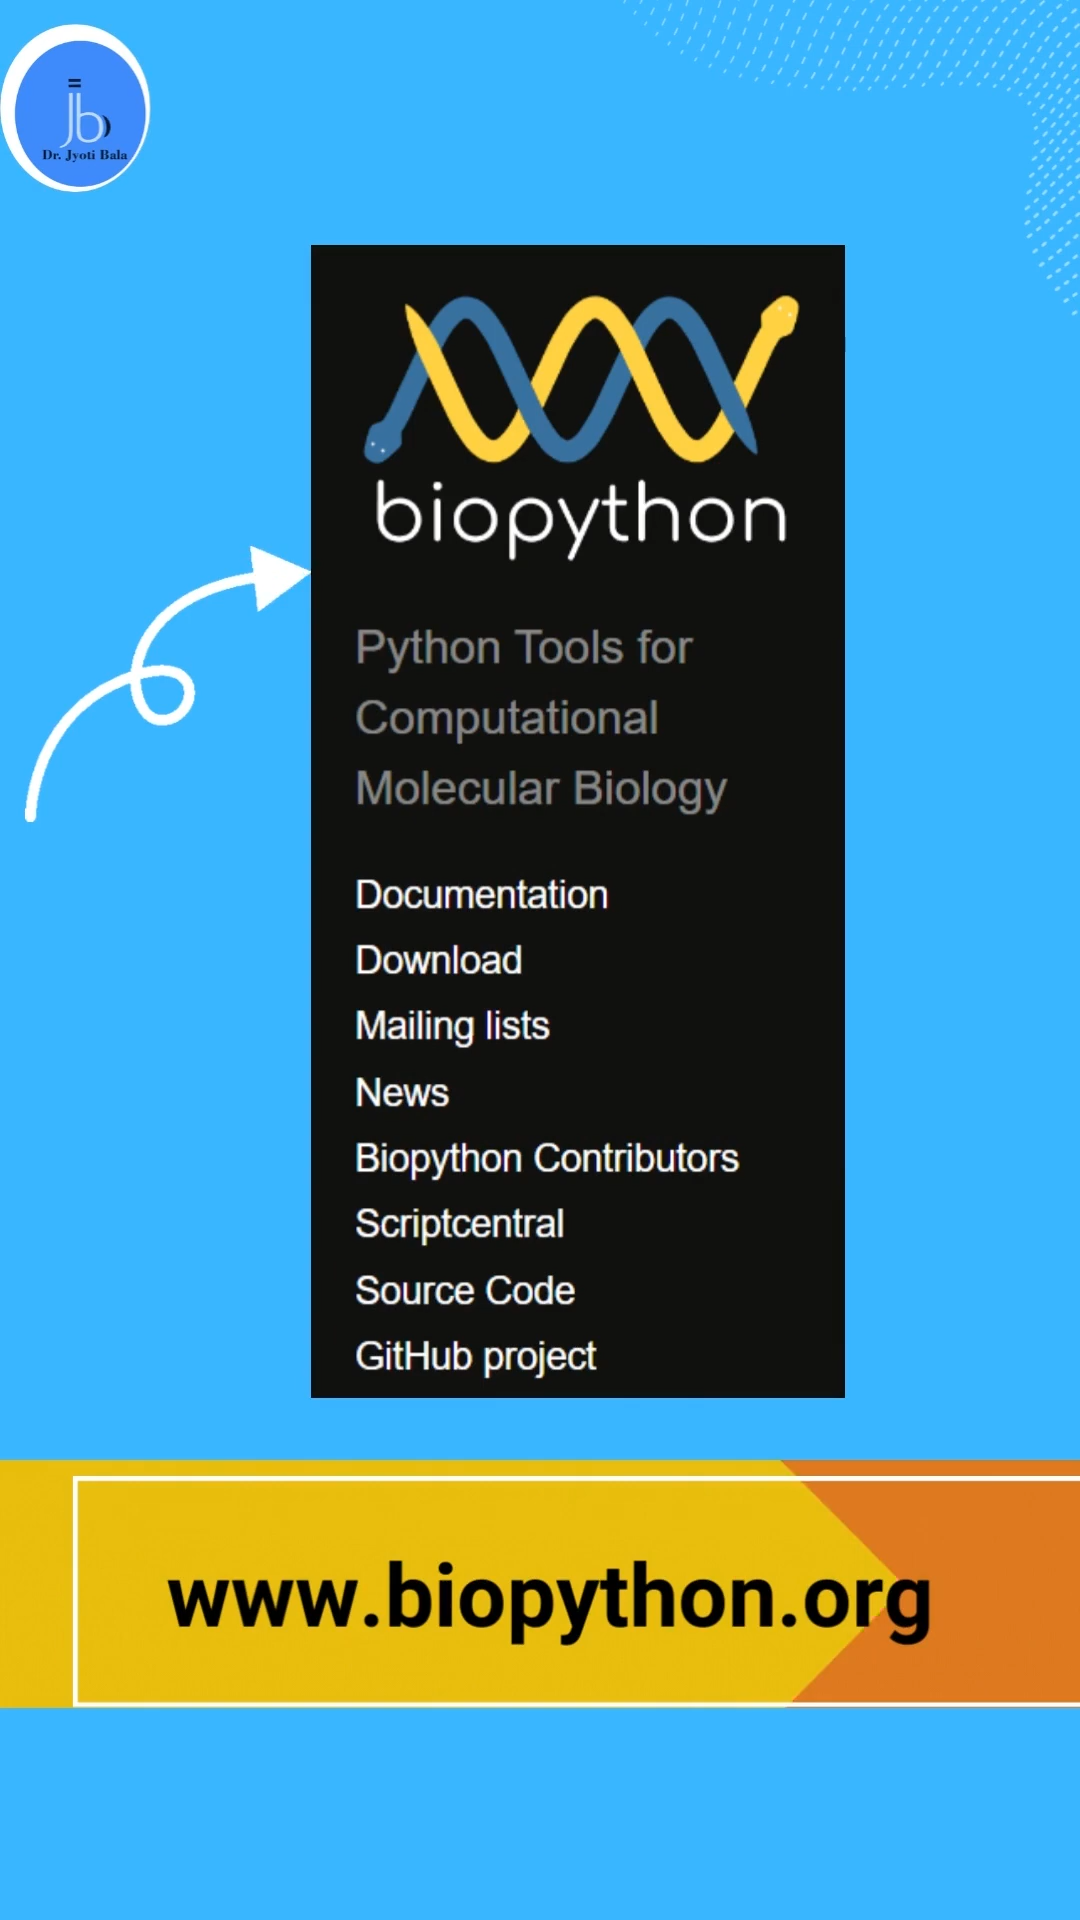 jb
Dr. Jyoti Bala
biopython
Python Tools for
Computational
Molecular Biology
Documentation
Download
Mailing lists
News
Biopython Contributors
Scriptcentral
Source Code
GitHub project
www.biopython.org